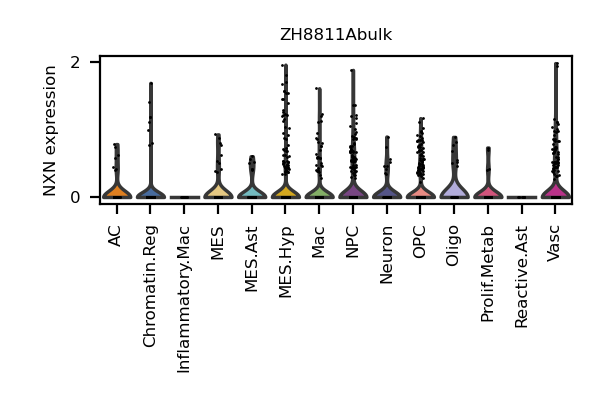 ZH8811Abulk
NXN expression
2
0
AC
Chromatin.Reg
Inflammatory.Mac
MES
MES.Ast
MES.Hyp
Mac
NPC
Neuron
OPC
Oligo
Prolif.Metab
Reactive.Ast
Vasc